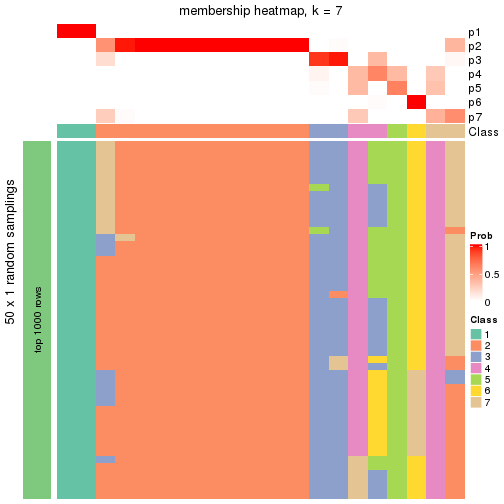 membership heatmap, k = 7
p1
p2
p3
p4
p5
p6
p7
Class
50 x 1 random samplings
top 1000 rows
Prob
1
0.5
0
Class
1
2
3
4
5
6
7